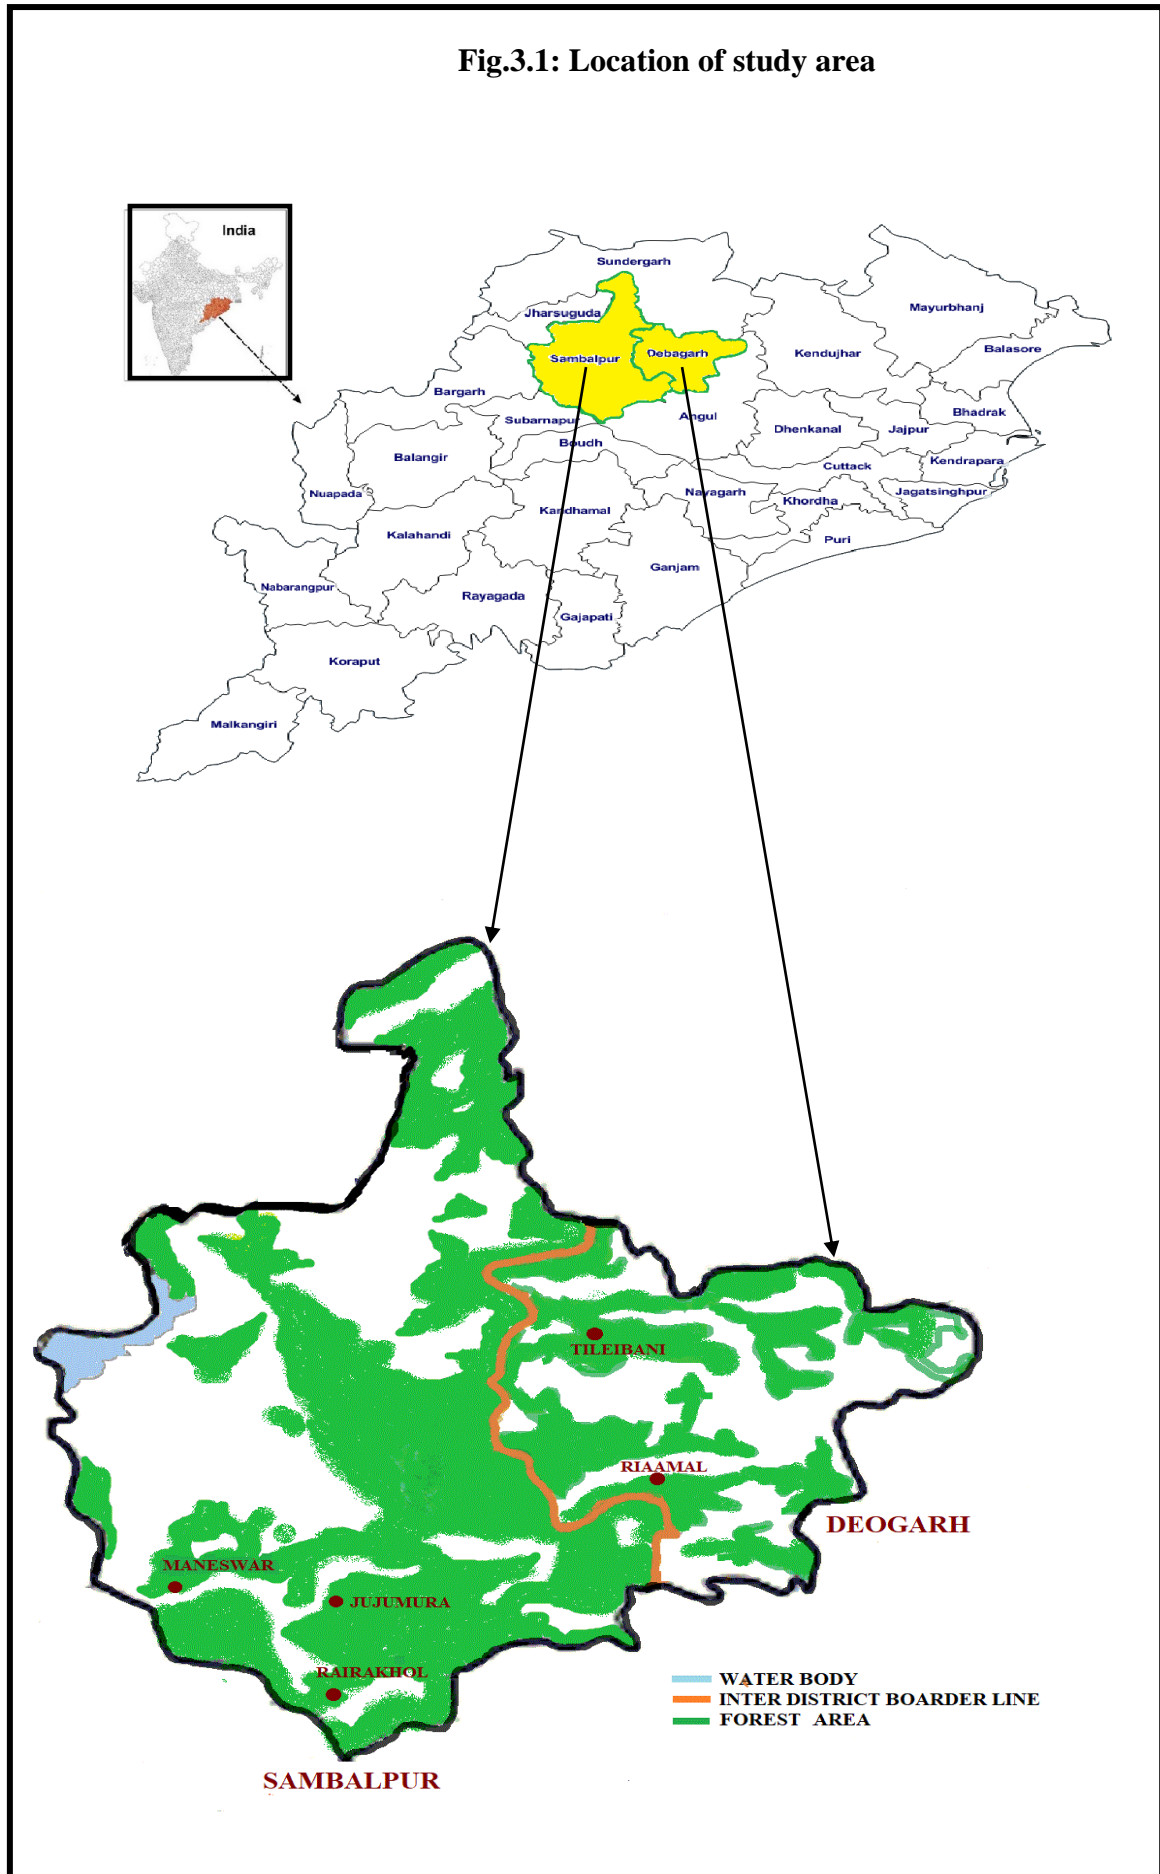 Fig.3.1: Location of study area
India
Sundergarh
Jharsuguda
Mayurbhanj
Sambalpur
Debagarh
Kendujhar
Balasore
Bargarh
Subarnapur
Angul
Bhadrak
Dhenkanal
Jajpur
Boudh
Balangir
Cuttack
Kendrapara
Nuapada
Nayagarh
Khordha
Jagatsinghpur
Kandhamal
Kalahandi
Puri
Ganjam
Nabarangpur
Rayagada
Gajapati
Koraput
Malkangiri
TILEIBANI
RIAAMAL
DEOGARH
MANESWAR
JUJUMURA
RAIRAKHOL
WATER BODY
INTER DISTRICT BOARDER LINE
FOREST AREA
SAMBALPUR